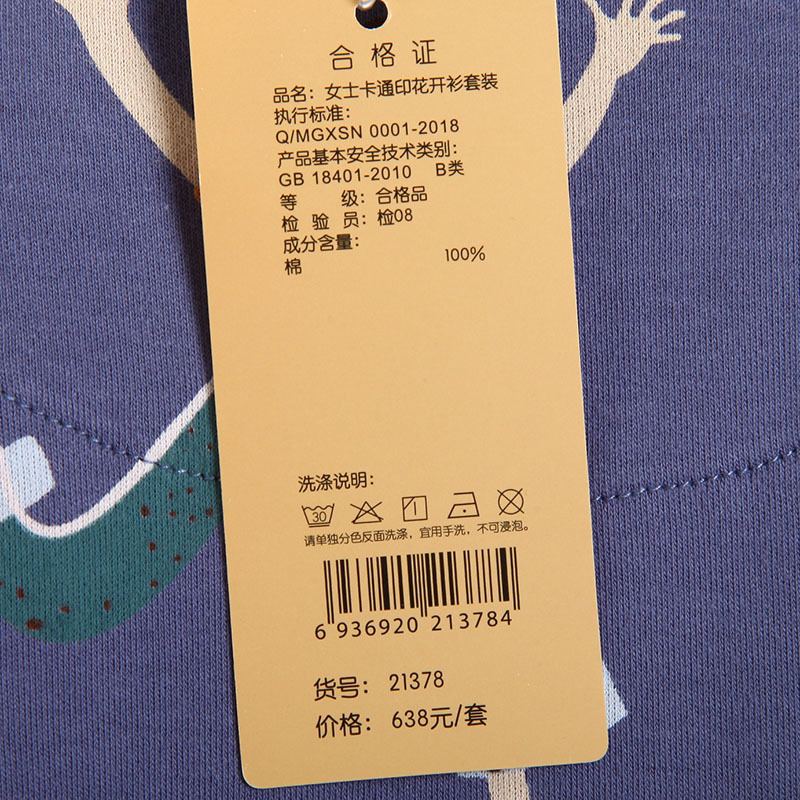 合格证
品名：女士卡通印花开衫套装
执行标准：
Q/MGXSN 0001-2018
产品基本安全技术类别：
GB 18401-2010 B类
等 级：合格品
检 验 员：检08
成分含量：
棉 100%
洗涤说明：
30
请单独分色反面洗涤，宜用手洗，不可浸泡。
6 936920 213784
货号：21378
价格：638元/套